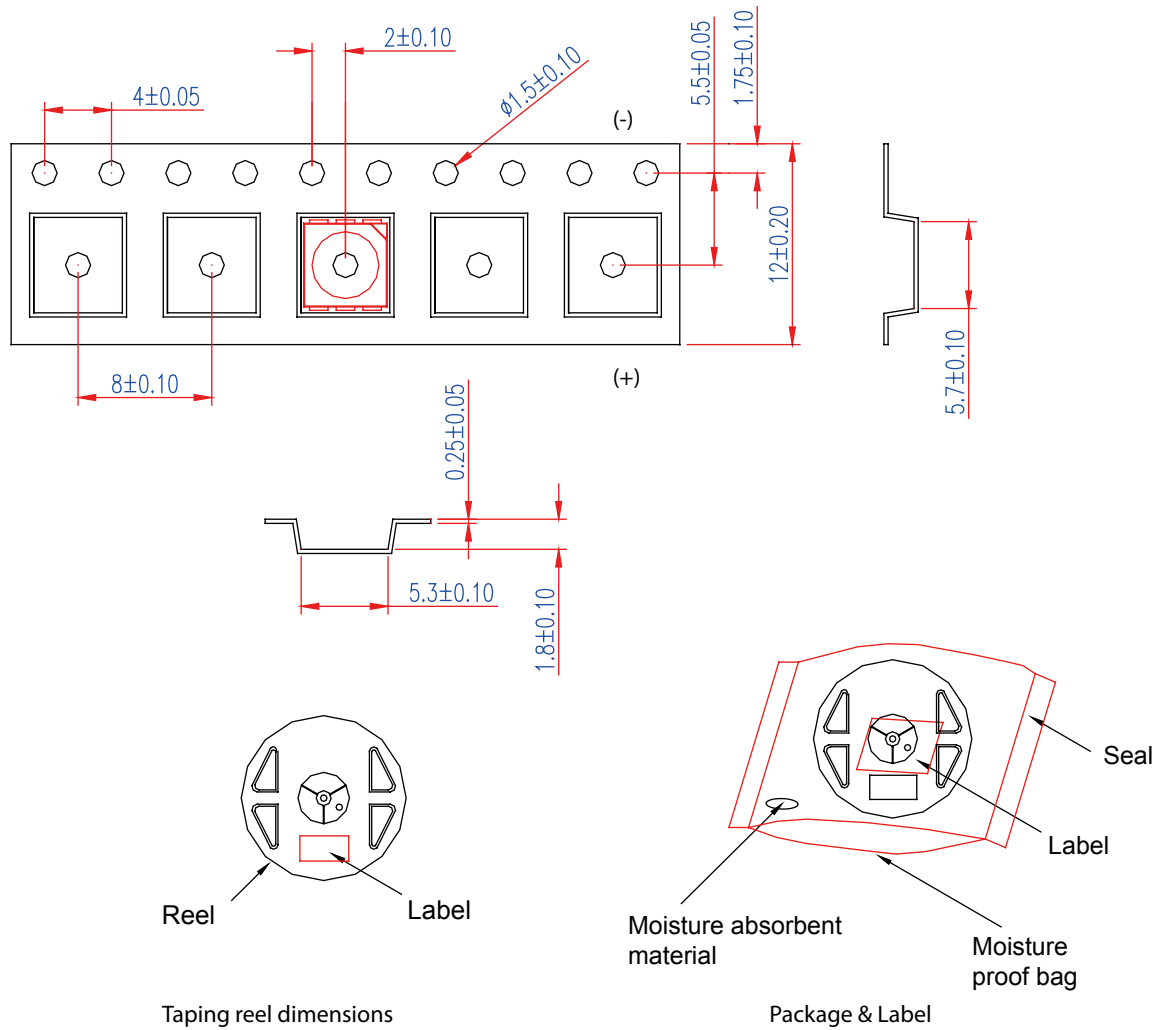 2±0.10
4±0.05
ø1.5±0.10
5.5±0.05
1.75±0.10
(-)
12±0.20
5.7±0.10
8±0.10
(+)
0.25±0.05
5.3±0.10
1.8±0.10
Seal
Label
Reel
Label
Moisture absorbent
material
Moisture
proof bag
Taping reel dimensions
Package & Label